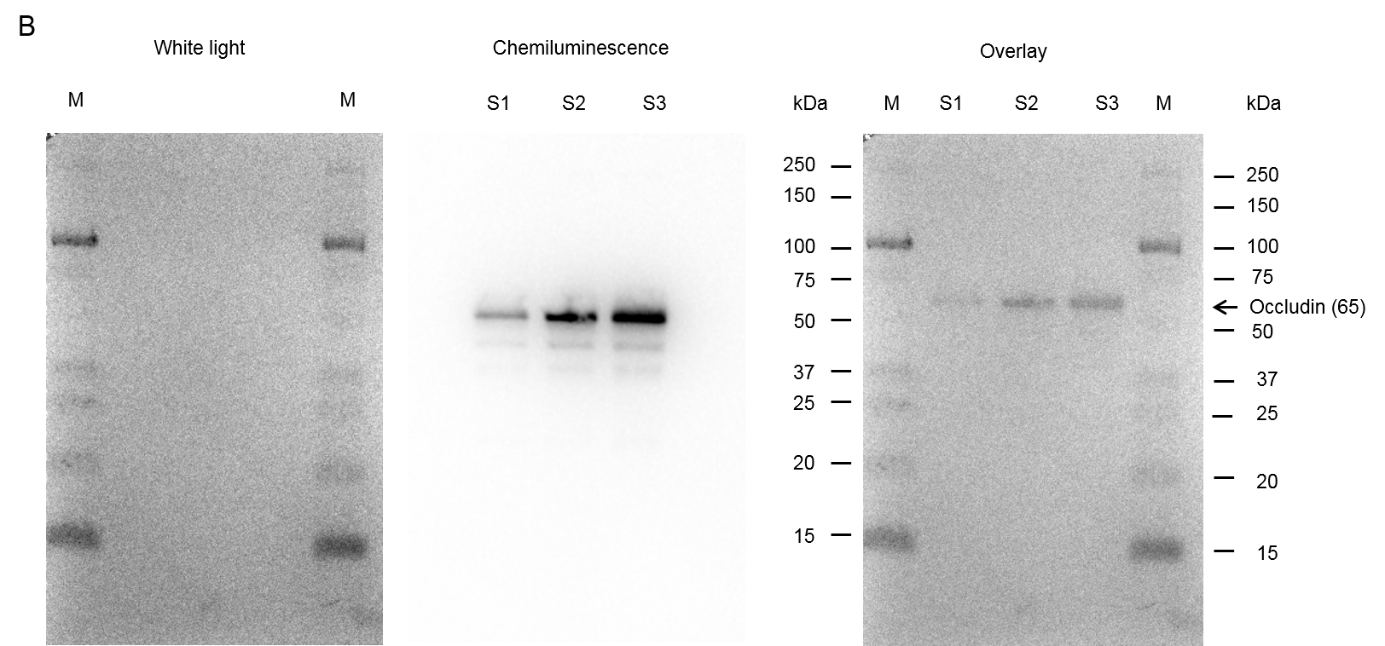 B
White light
Chemiluminescence
Overlay
M
M
S1
S2
S3
kDa
M
S1
S2
S3
M
kDa
250
150
100
75
50
37
25
20
15
250
150
100
75
Occludin (65)
50
37
25
20
15